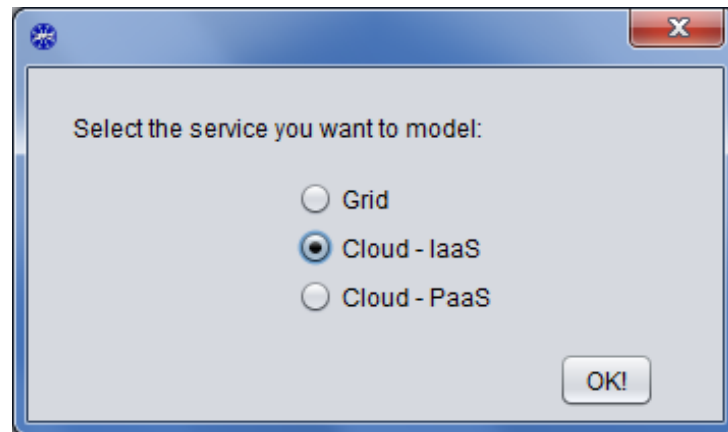 Select the service you want to model:
Grid
Cloud - IaaS
Cloud - PaaS
OK!